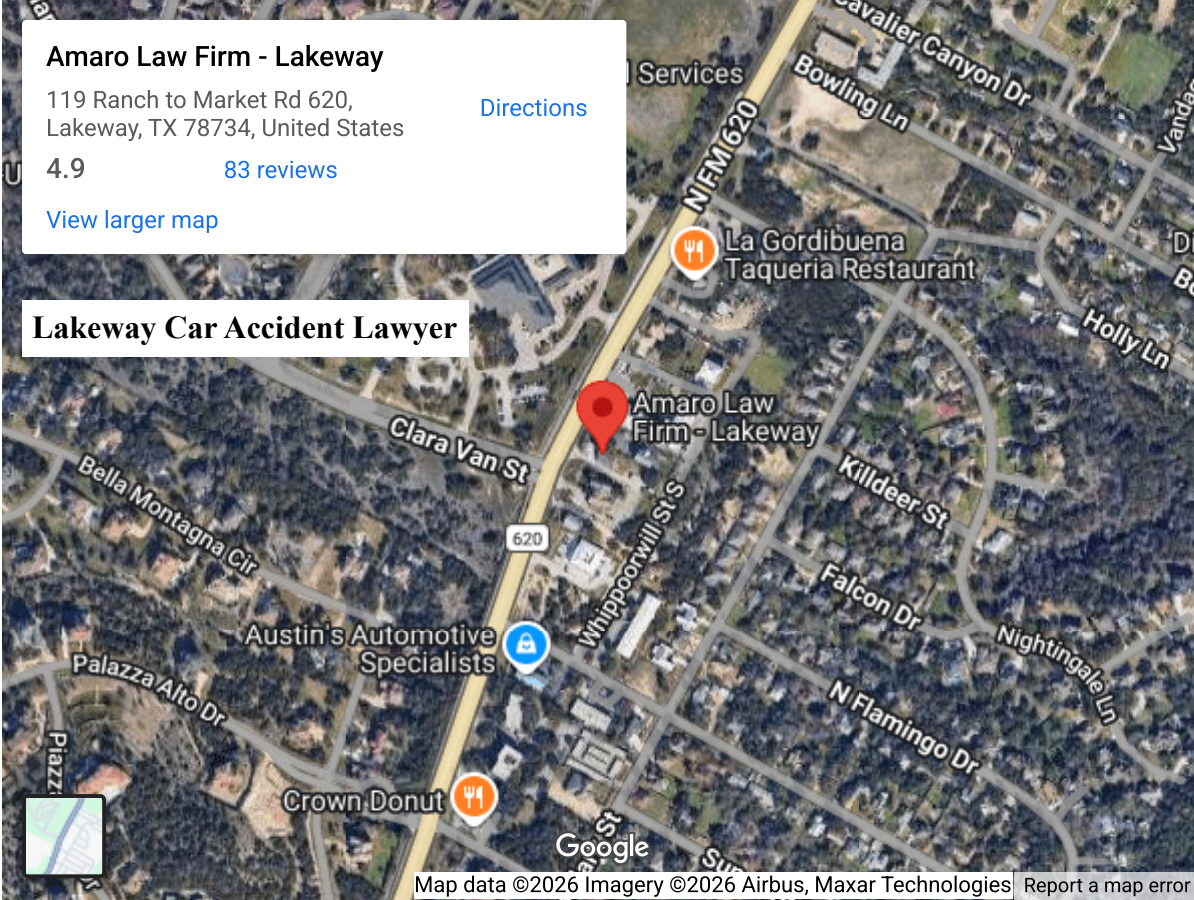 Amaro Law Firm - Lakeway
119 Ranch to Market Rd 620,
Lakeway, TX 78734, United States
Directions
4.9
83 reviews
View larger map
Services
Cavalier Canyon Dr
Bowling Ln
N FM 620
La Gordibuena
Taqueria Restaurant
Holly Ln
Lakeway Car Accident Lawyer
Amaro Law
Firm - Lakeway
Clara Van St
Bella Montagna Cir
Killdeer St
620
Whippoorwill St S
Falcon Dr
Nightingale Ln
Austin's Automotive
Specialists
Palazza Alto Dr
N Flamingo Dr
Crown Donut
Google
Map data ©2026 Imagery ©2026 Airbus, Maxar Technologies
Report a map error